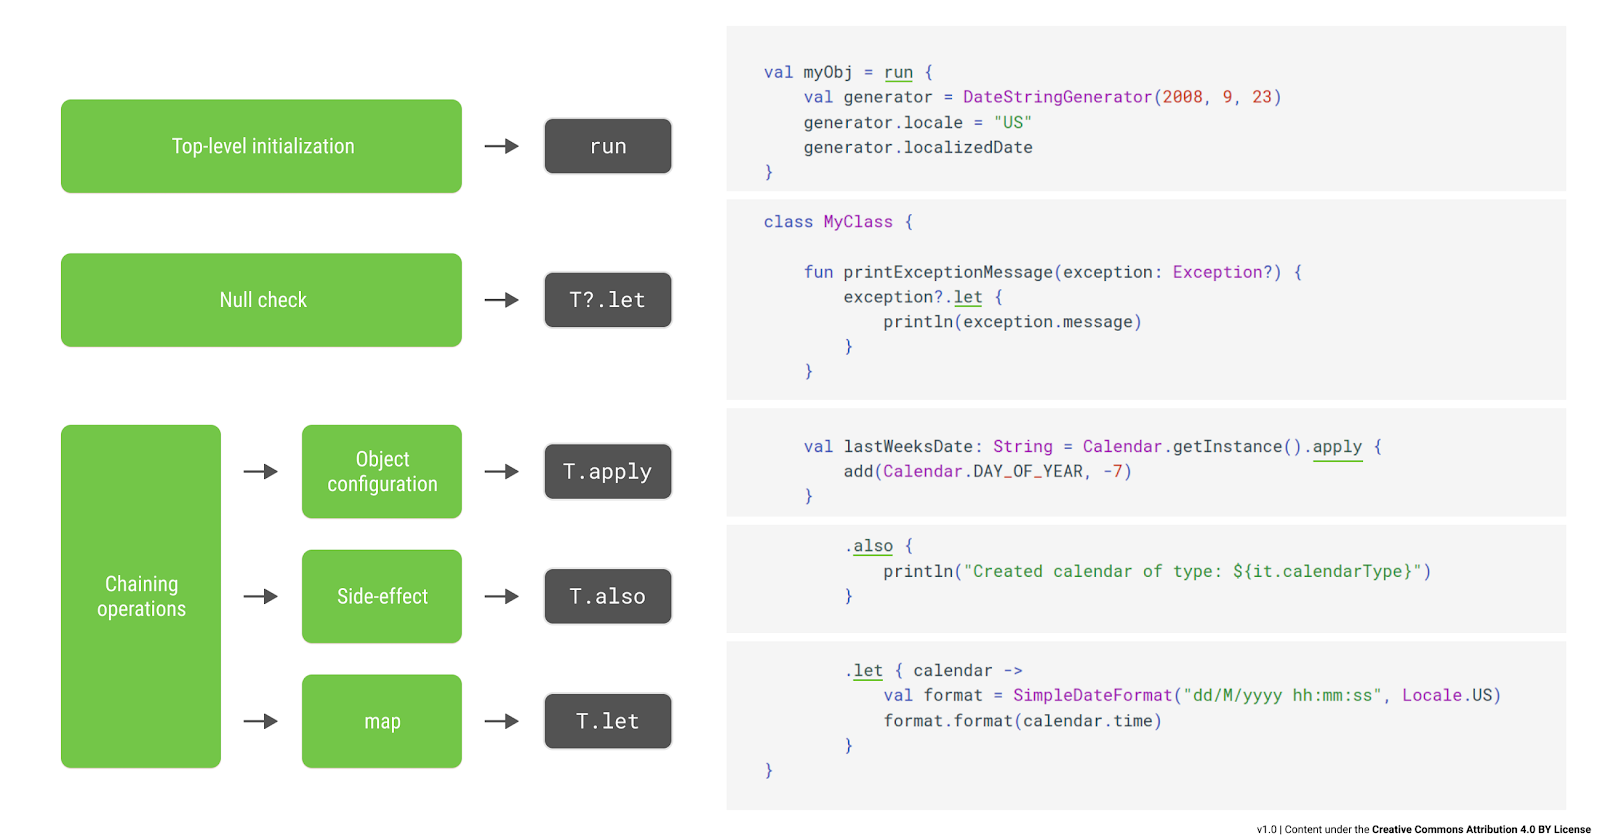 Top-level initialization
run
val myObj = run {
val generator = DateStringGenerator(2008, 9, 23)
generator.locale = "US"
generator.localizedDate
}
Null check
T?.let
class MyClass {
fun printExceptionMessage(exception: Exception?) {
exception?.let {
println(exception.message)
}
}
Chaining
operations
Object
configuration
T.apply
val lastWeeksDate: String = Calendar.getInstance().apply {
add(Calendar.DAY_OF_YEAR, -7)
}
Side-effect
T.also
.also {
println("Created calendar of type: ${it.calendarType}")
}
map
T.let
.let { calendar ->
val format = SimpleDateFormat("dd/M/yyyy hh:mm:ss", Locale.US)
format.format(calendar.time)
}
}
v1.0 | Content under the Creative Commons Attribution 4.0 BY License